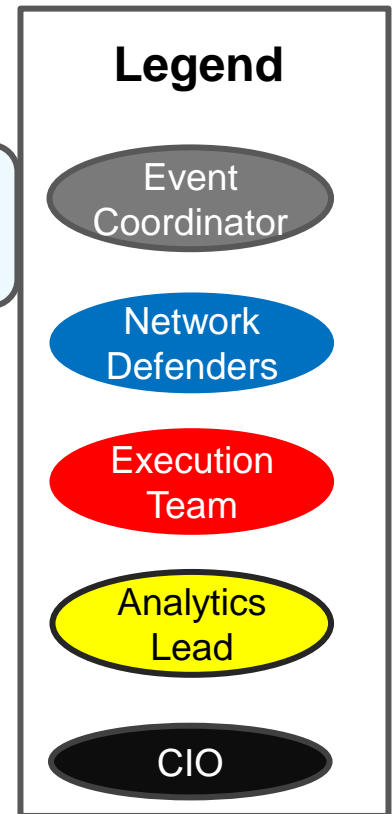 Legend
Event
Coordinator
Network
Defenders
Execution
Team
Analytics
Lead
CIO